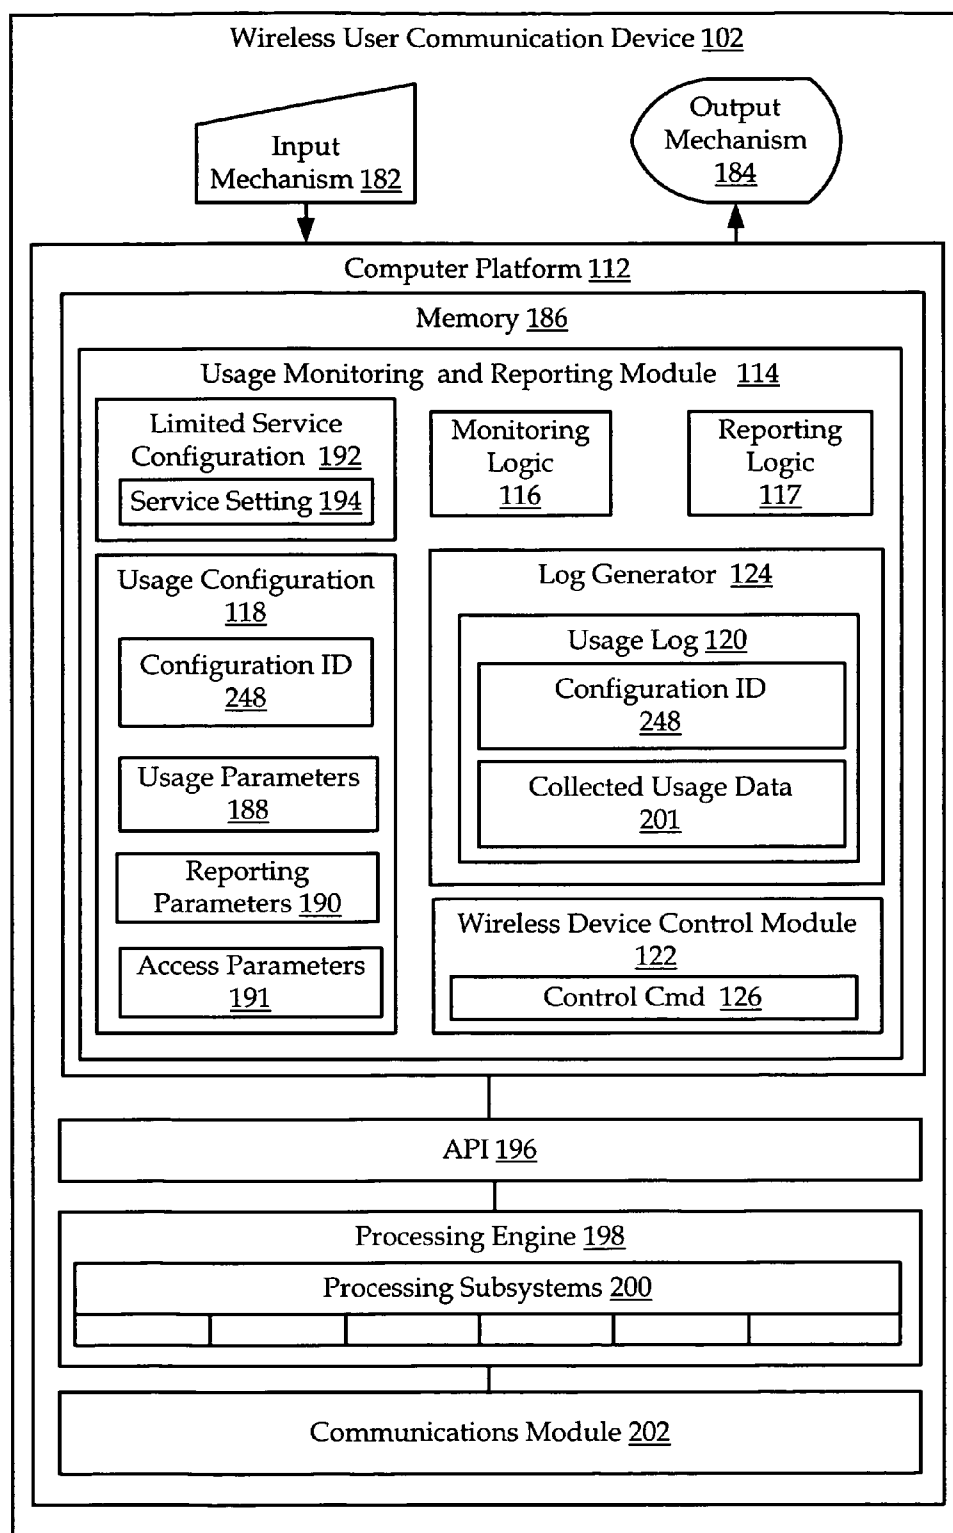 Wireless User Communication Device 102
Input
Mechanism 182
Output
Mechanism
184
Computer Platform 112
Memory 186
Usage Monitoring and Reporting Module 114
Limited Service
Configuration 192
Service Setting 194
Monitoring
Logic
116
Reporting
Logic
117
Usage Configuration
118
Configuration ID
248
Usage Parameters
188
Reporting
Parameters 190
Access Parameters
191
Log Generator 124
Usage Log 120
Configuration ID
248
Collected Usage Data
201
Wireless Device Control Module
122
Control Cmd 126
API 196
Processing Engine 198
Processing Subsystems 200
Communications Module 202